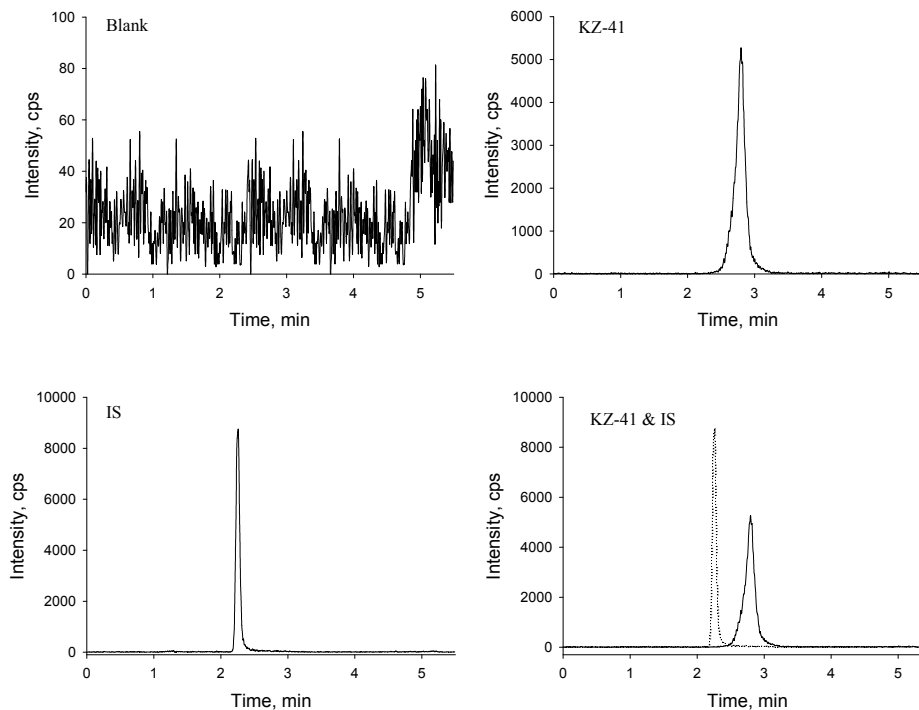 Blank
Intensity, cps
100
80
60
40
20
0
0 1 2 3 4 5
Time, min
KZ-41
Intensity, cps
6000
5000
4000
3000
2000
1000
0
0 1 2 3 4 5
Time, min
IS
Intensity, cps
10000
8000
6000
4000
2000
0
0 1 2 3 4 5
Time, min
KZ-41 & IS
Intensity, cps
10000
8000
6000
4000
2000
0
0 1 2 3 4 5
Time, min